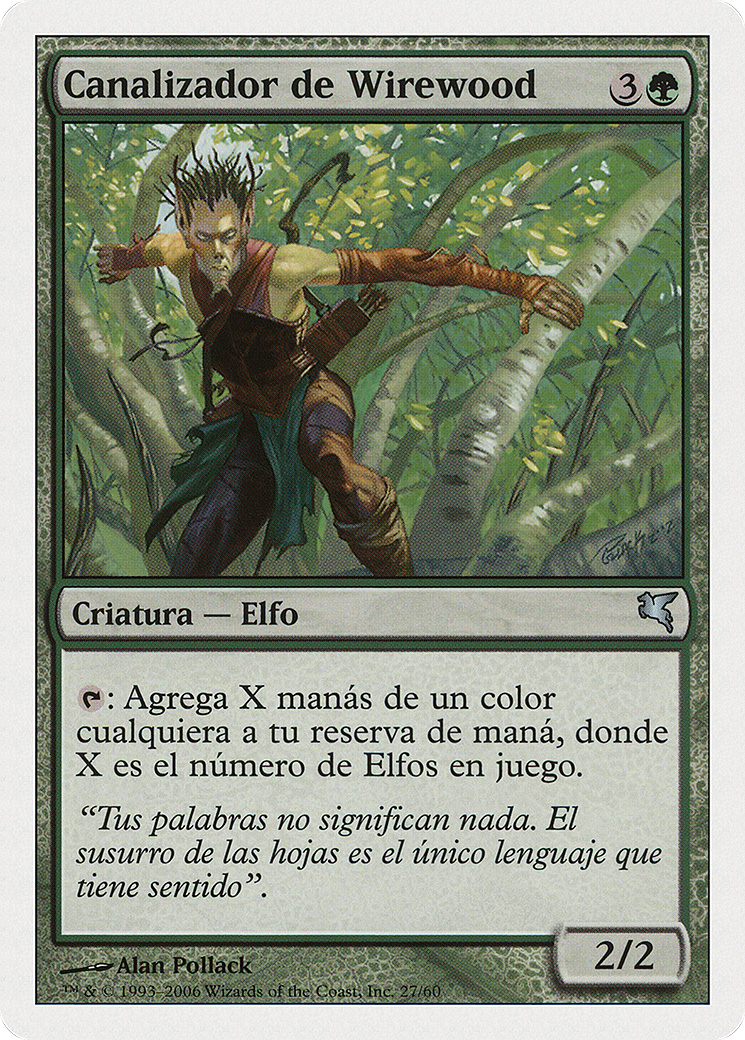 Canalizador de Wirewood 3
Criatura — Elfo
: Agrega X manás de un color
cualquiera a tu reserva de maná, donde
X es el número de Elfos en juego.
“Tus palabras no significan nada. El
susurro de las hojas es el único lenguaje que
tiene sentido”.
2/2
Alan Pollack
™ & © 1993–2006 Wizards of the Coast, Inc. 27/60